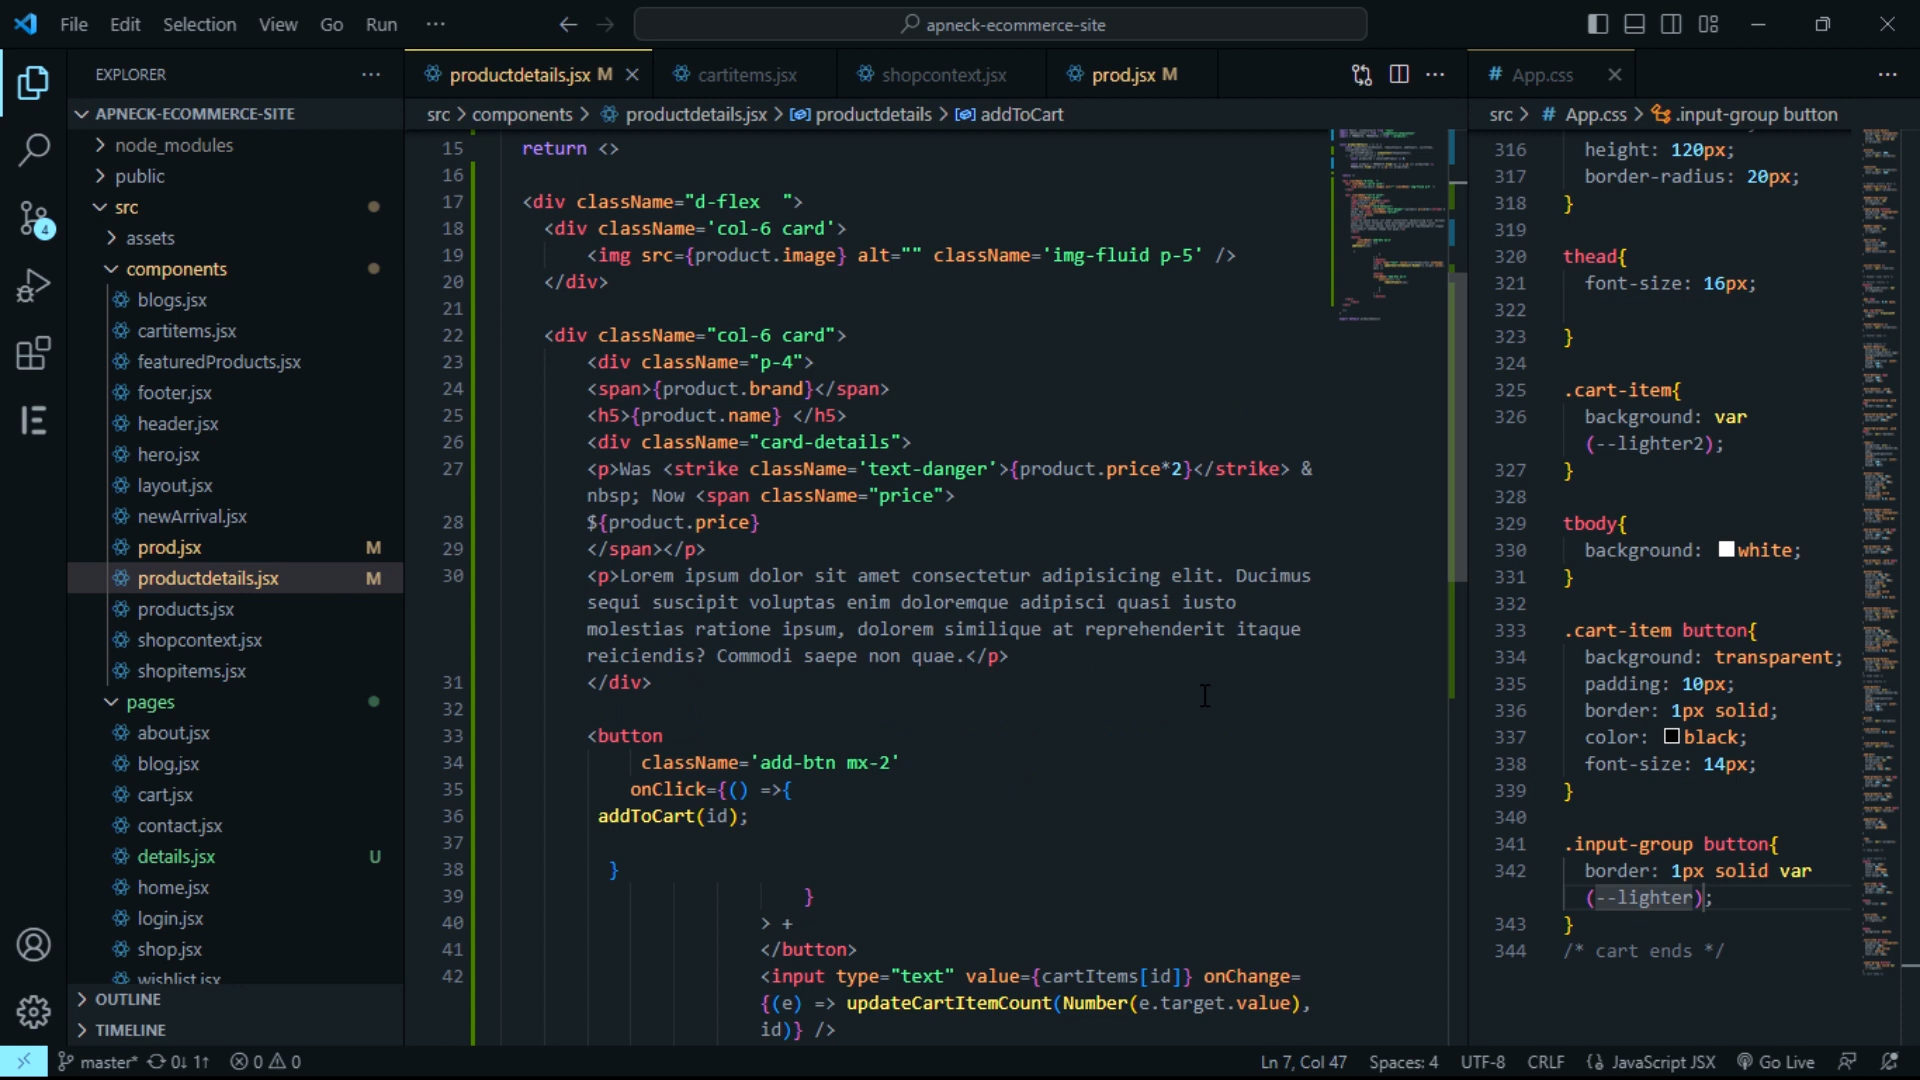 File Edit Selection View Go Run ···
apneck-ecommerce-site
EXPLORER ···
APNECK-ECOMMERCE-SITE
node_modules
public
src
assets
components
blogs.jsx
cartitems.jsx
featuredProducts.jsx
footer.jsx
header.jsx
hero.jsx
layout.jsx
newArrival.jsx
prod.jsx M
productdetails.jsx M
products.jsx
shopcontext.jsx
shopitems.jsx
pages
about.jsx
blog.jsx
cart.jsx
contact.jsx
details.jsx U
home.jsx
login.jsx
shop.jsx
wishlist.jsx
OUTLINE
TIMELINE
4
productdetails.jsx M cartitems.jsx shopcontext.jsx prod.jsx M
src > components > productdetails.jsx > productdetails > addToCart
15 return <>
16
17 <div className="d-flex  ">
18 <div className='col-6 card'>
19 <img src={product.image} alt="" className='img-fluid p-5' />
20 </div>
21
22 <div className="col-6 card">
23 <div className="p-4">
24 <span>{product.brand}</span>
25 <h5>{product.name} </h5>
26 <div className="card-details">
27 <p>Was <strike className='text-danger'>{product.price*2}</strike> &
nbsp; Now <span className="price">
28 ${product.price}
29 </span></p>
30 <p>Lorem ipsum dolor sit amet consectetur adipisicing elit. Ducimus
sequi suscipit voluptas enim doloremque adipisci quasi iusto
molestias ratione ipsum, dolorem similique at reprehenderit itaque
reiciendis? Commodi saepe non quae.</p>
31 </div>
32
33 <button
34 className='add-btn mx-2'
35 onClick={() =>{
36 addToCart(id);
37
38 }
39 }
40 > +
41 </button>
42 <input type="text" value={cartItems[id]} onChange=
{(e) => updateCartItemCount(Number(e.target.value),
id)} />
# App.css
src > # App.css > .input-group button
316 height: 120px;
317 border-radius: 20px;
318 }
319
320 thead{
321 font-size: 16px;
322
323 }
324
325 .cart-item{
326 background: var
(--lighter2);
327 }
328
329 tbody{
330 background: white;
331 }
332
333 .cart-item button{
334 background: transparent;
335 padding: 10px;
336 border: 1px solid;
337 color: black;
338 font-size: 14px;
339 }
340
341 .input-group button{
342 border: 1px solid var
(--lighter);
343 }
344 /* cart ends */
master* 0↓ 1↑ 0 0 Ln 7, Col 47 Spaces: 4 UTF-8 CRLF JavaScript JSX Go Live